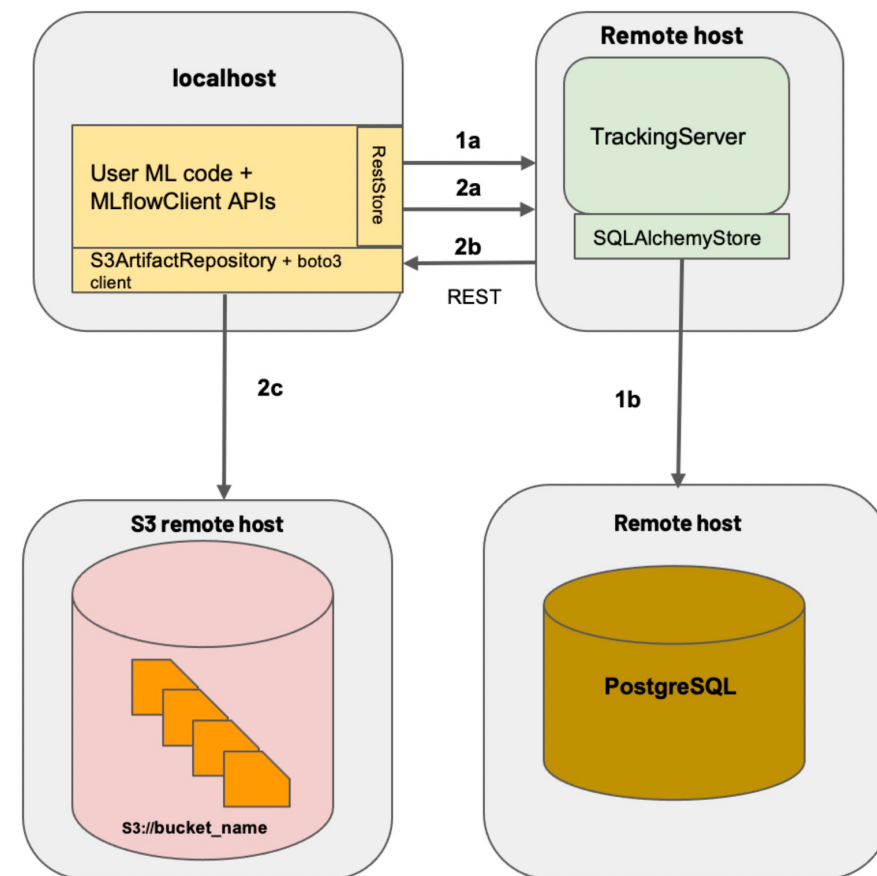 localhost
User ML code +
MLflowClient APIs
RestStore
S3ArtifactRepository + boto3
client
1a
2a
2b
REST
Remote host
TrackingServer
SQLAlchemyStore
2c
1b
S3 remote host
S3://bucket_name
Remote host
PostgreSQL